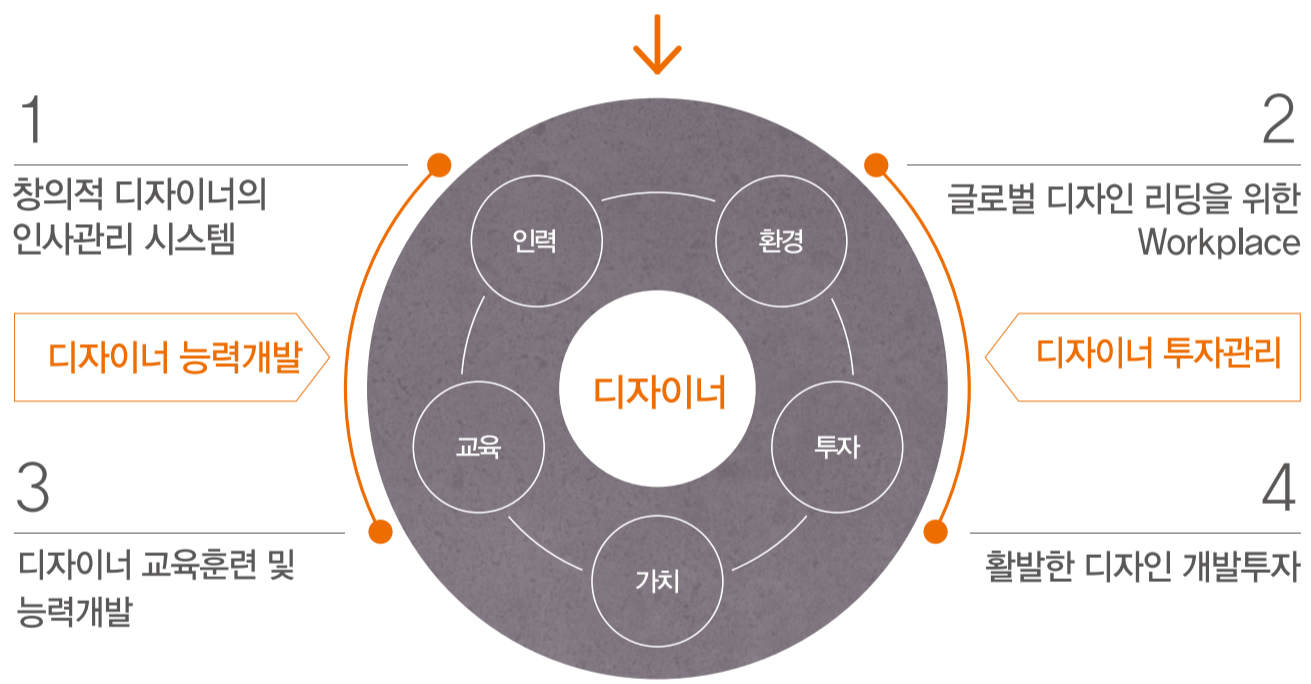 1
창의적 디자이너의
인사관리 시스템
2
글로벌 디자인 리딩을 위한
Workplace
인력
환경
디자이너 능력개발
디자이너
디자이너 투자관리
교육
투자
3
디자이너 교육훈련 및
능력개발
4
활발한 디자인 개발투자
가치